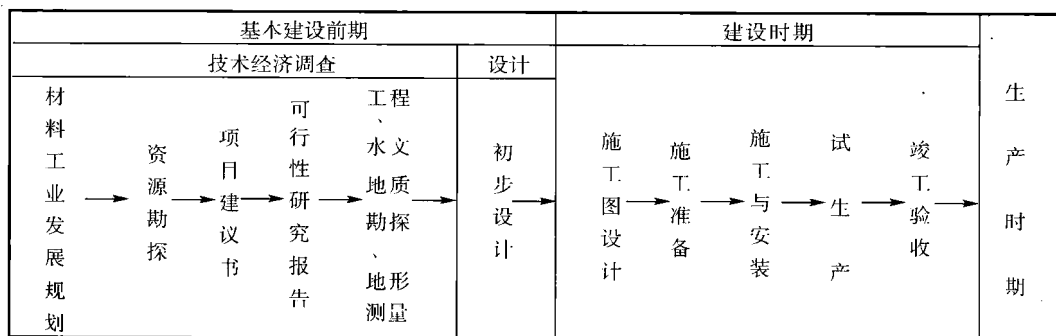 基本建设前期
建设时期
技术经济调查
设计
材料工业发展规划
资源勘探
项目建议书
可行性研究报告
工程、水文地质勘探、地形测量
初步设计
施工图设计
施工准备
施工与安装
试生产
竣工验收
生产时期